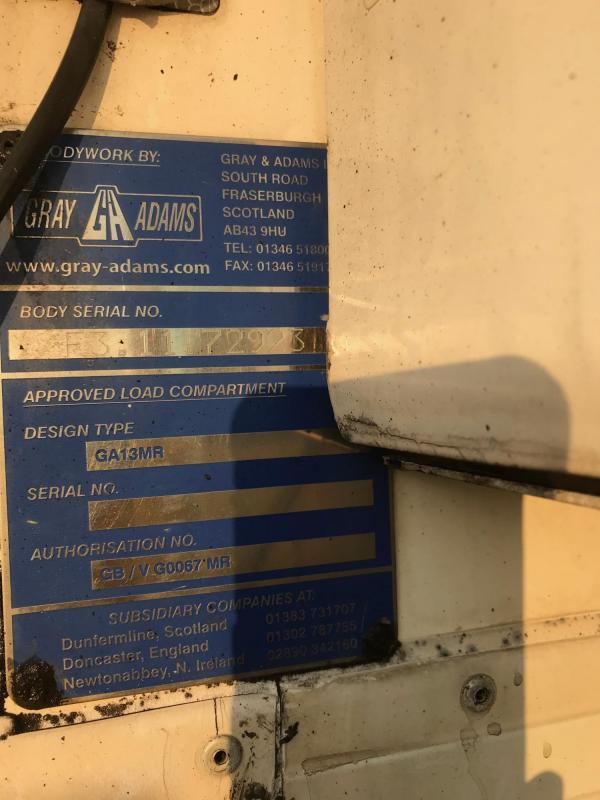 ODYWORK BY:
GRAY GA ADAMS
www.gray-adams.com
GRAY & ADAMS
SOUTH ROAD
FRASERBURGH
SCOTLAND
AB43 9HU
TEL: 01346 5180
FAX: 01346 5191
BODY SERIAL NO.
72923
APPROVED LOAD COMPARTMENT
DESIGN TYPE
GA13MR
SERIAL NO.
AUTHORISATION NO.
GB / V G0067*MR
SUBSIDIARY COMPANIES AT.
Dunfermline, Scotland 01383 731707
Doncaster, England 01302 787755
Newtonabbey, N. Ireland 02890 342160